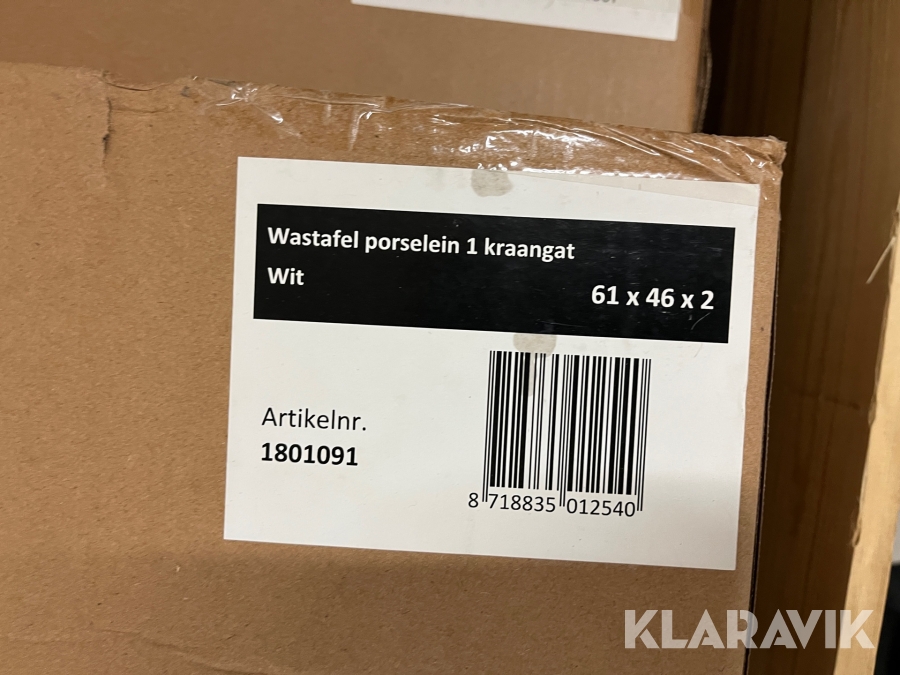 Wastafel porselein 1 kraangat
Wit
61 x 46 x 2
Artikelnr.
1801091
8 718835 012540
KLARAVIK